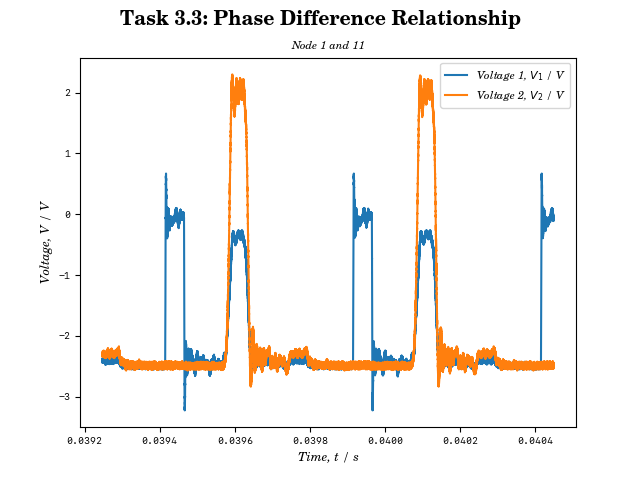 Task 3.3: Phase Difference Relationship
Node 1 and 11
Voltage 1, V₁ / V
Voltage 2, V₂ / V
Voltage, V / V
2
1
0
−1
−2
−3
0.0392 0.0394 0.0396 0.0398 0.0400 0.0402 0.0404
Time, t / s